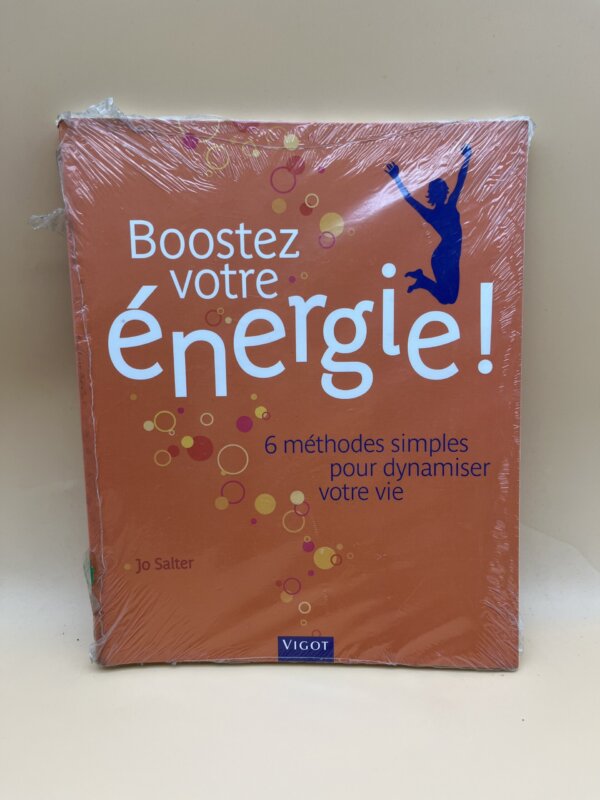 Boostez
votre
énergie !
6 méthodes simples
pour dynamiser
votre vie
Jo Salter
VIGOT